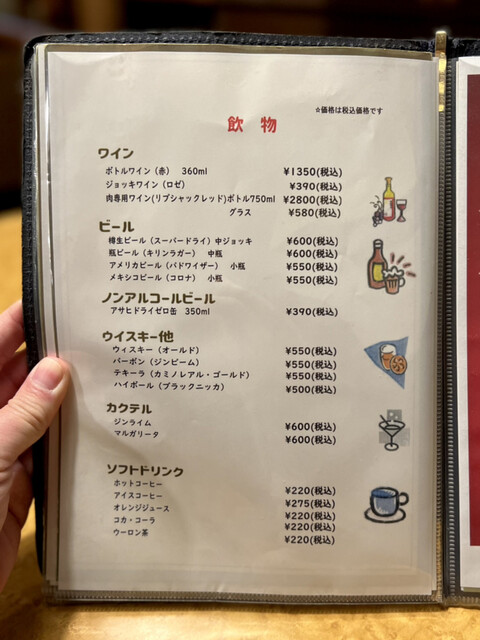 ☆価格は税込価格です
飲物
ワイン
ボトルワイン（赤） 360ml ¥1350(税込)
ジョッキワイン（ロゼ） ¥390(税込)
肉専用ワイン(リブシャックレッド)ボトル750ml ¥2800(税込)
グラス ¥580(税込)
ビール
樽生ビール（スーパードライ）中ジョッキ ¥600(税込)
瓶ビール（キリンラガー） 中瓶 ¥600(税込)
アメリカビール（バドワイザー） 小瓶 ¥550(税込)
メキシコビール（コロナ） 小瓶 ¥550(税込)
ノンアルコールビール
アサヒドライゼロ缶 350ml ¥390(税込)
ウイスキー他
ウィスキー（オールド） ¥550(税込)
バーボン（ジンビーム） ¥550(税込)
テキーラ（カミノレアル・ゴールド） ¥550(税込)
ハイボール（ブラックニッカ） ¥500(税込)
カクテル
ジンライム ¥600(税込)
マルガリータ ¥600(税込)
ソフトドリンク
ホットコーヒー ¥220(税込)
アイスコーヒー ¥275(税込)
オレンジジュース ¥220(税込)
コカ・コーラ ¥220(税込)
ウーロン茶 ¥220(税込)